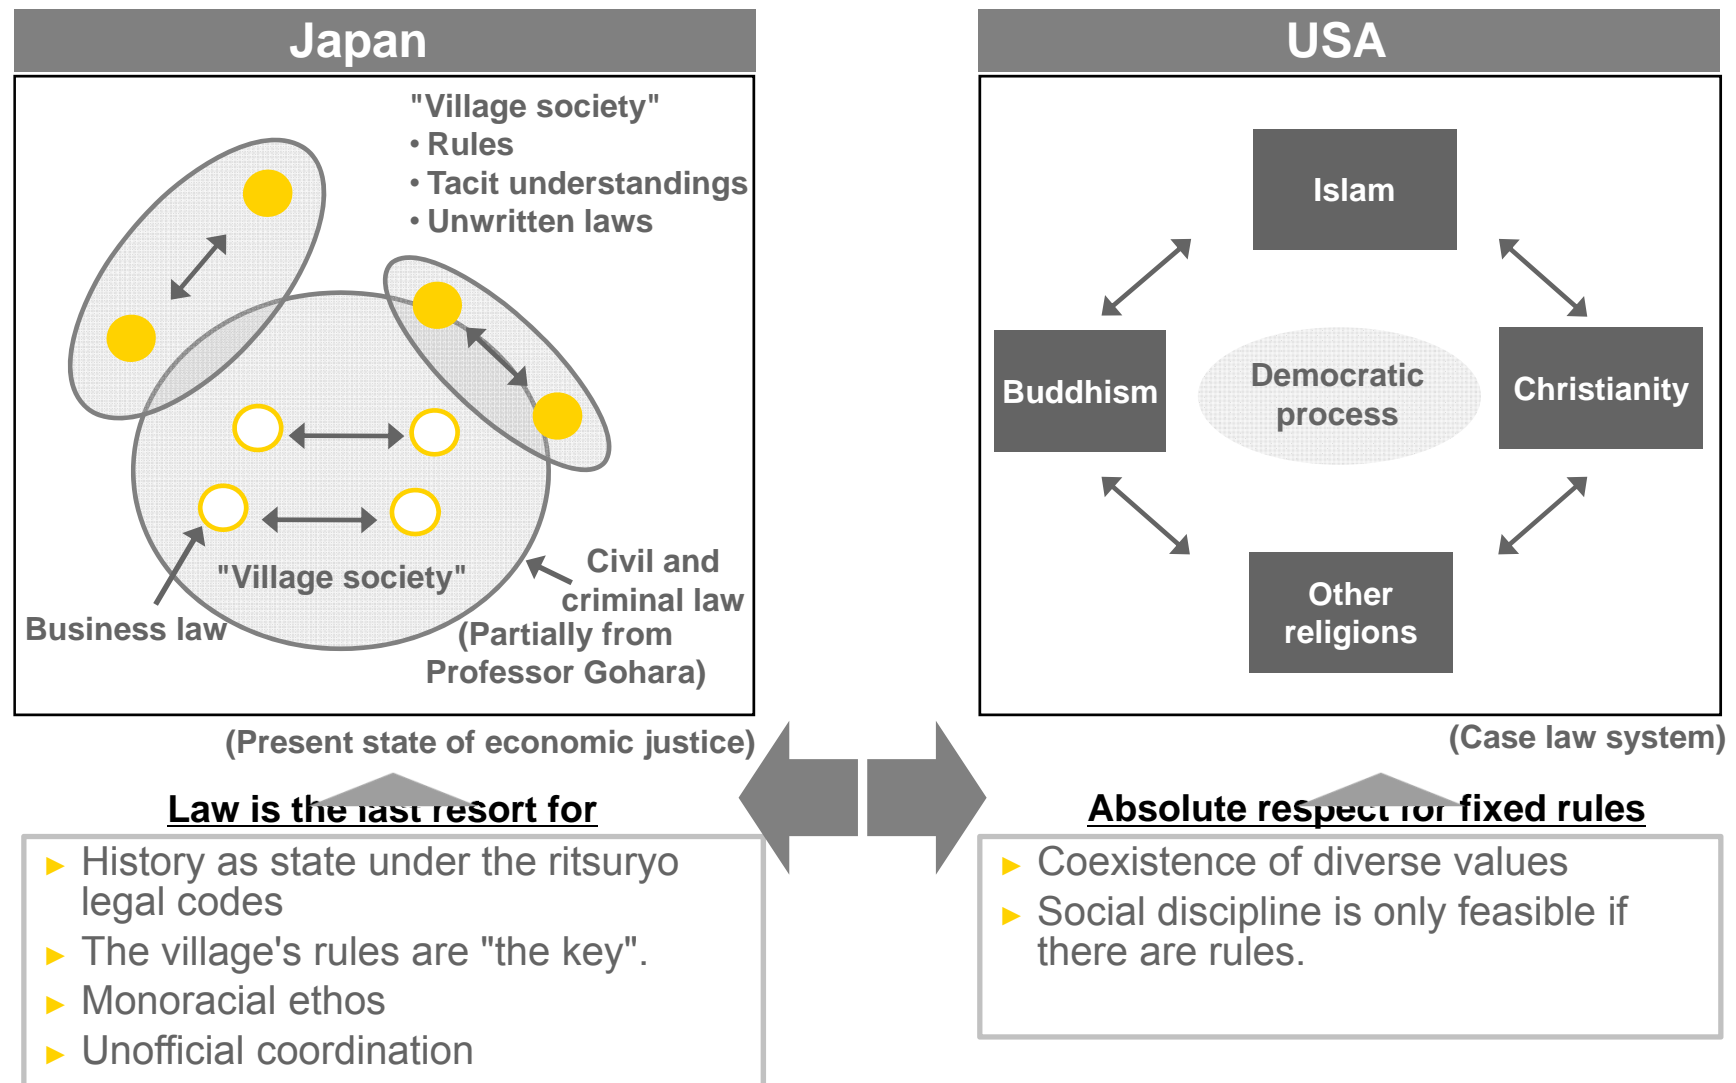 Japan
"Village society"
• Rules
• Tacit understandings
• Unwritten laws
"Village society"
Business law
Civil and
criminal law
(Partially from
Professor Gohara)
(Present state of economic justice)
Law is the last resort for
► History as state under the ritsuryo
legal codes
► The village's rules are "the key".
► Monoracial ethos
► Unofficial coordination
USA
Islam
Buddhism
Democratic
process
Christianity
Other
religions
(Case law system)
Absolute respect for fixed rules
► Coexistence of diverse values
► Social discipline is only feasible if
there are rules.